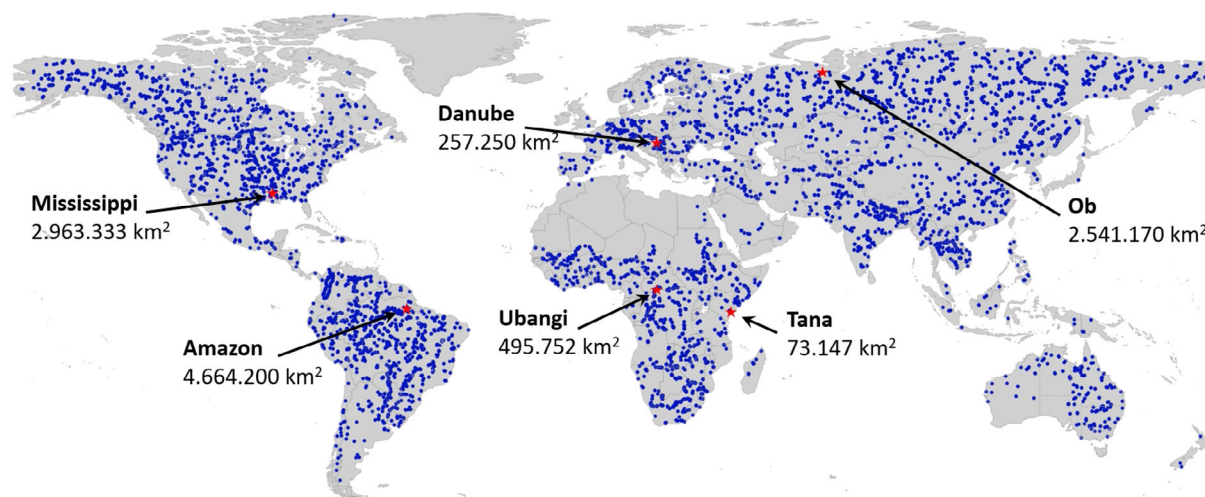 Danube
257.250 km²
Mississippi
2.963.333 km²
Ob
2.541.170 km²
Amazon
4.664.200 km²
Ubangi
495.752 km²
Tana
73.147 km²